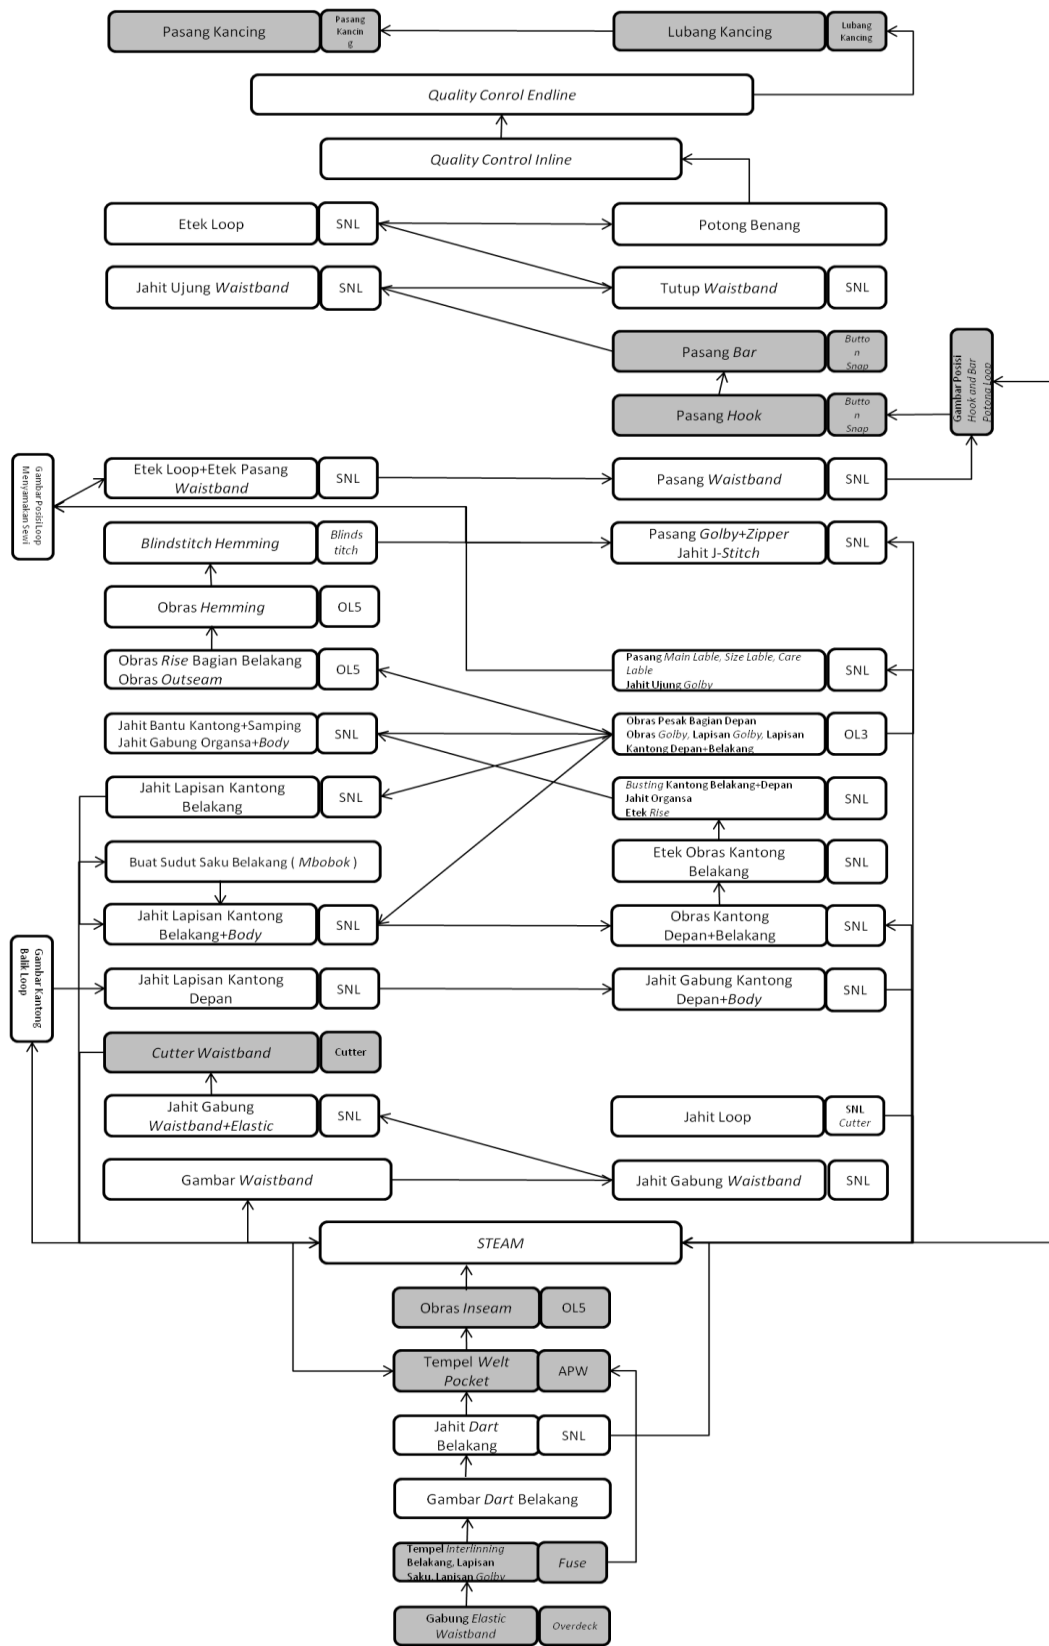 Pasang Kancing
Pasang
Kancin
g
Lubang Kancing
Lubang
Kancing
Quality Conrol Endline
Quality Control Inline
Etek Loop
SNL
Potong Benang
Jahit Ujung Waistband
SNL
Tutup Waistband
SNL
Pasang Bar
Butto
n
Snap
Gambar Posisi
Hook and Bar
Potong Loop
Pasang Hook
Butto
n
Snap
Gambar Posisi Loop
Menyamakan Sewi
Etek Loop+Etek Pasang
Waistband
SNL
Pasang Waistband
SNL
Blindstitch Hemming
Blinds
titch
Pasang Golby+Zipper
Jahit J-Stitch
SNL
Obras Hemming
OL5
Obras Rise Bagian Belakang
Obras Outseam
OL5
Pasang Main Lable, Size Lable, Care
Lable
Jahit Ujung Golby
SNL
Jahit Bantu Kantong+Samping
Jahit Gabung Organsa+Body
SNL
Obras Pesak Bagian Depan
Obras Golby, Lapisan Golby, Lapisan
Kantong Depan+Belakang
OL3
Jahit Lapisan Kantong
Belakang
SNL
Busting Kantong Belakang+Depan
Jahit Organsa
Etek Rise
SNL
Buat Sudut Saku Belakang ( Mbobok )
Etek Obras Kantong
Belakang
SNL
Jahit Lapisan Kantong
Belakang+Body
SNL
Obras Kantong
Depan+Belakang
SNL
Gambar Kantong
Balik Loop
Jahit Lapisan Kantong
Depan
SNL
Jahit Gabung Kantong
Depan+Body
SNL
Cutter Waistband
Cutter
Jahit Gabung
Waistband+Elastic
SNL
Jahit Loop
SNL
Cutter
Gambar Waistband
Jahit Gabung Waistband
SNL
STEAM
Obras Inseam
OL5
Tempel Welt
Pocket
APW
Jahit Dart
Belakang
SNL
Gambar Dart Belakang
Tempel Interlinning
Belakang, Lapisan
Saku, Lapisan Golby
Fuse
Gabung Elastic
Waistband
Overdeck